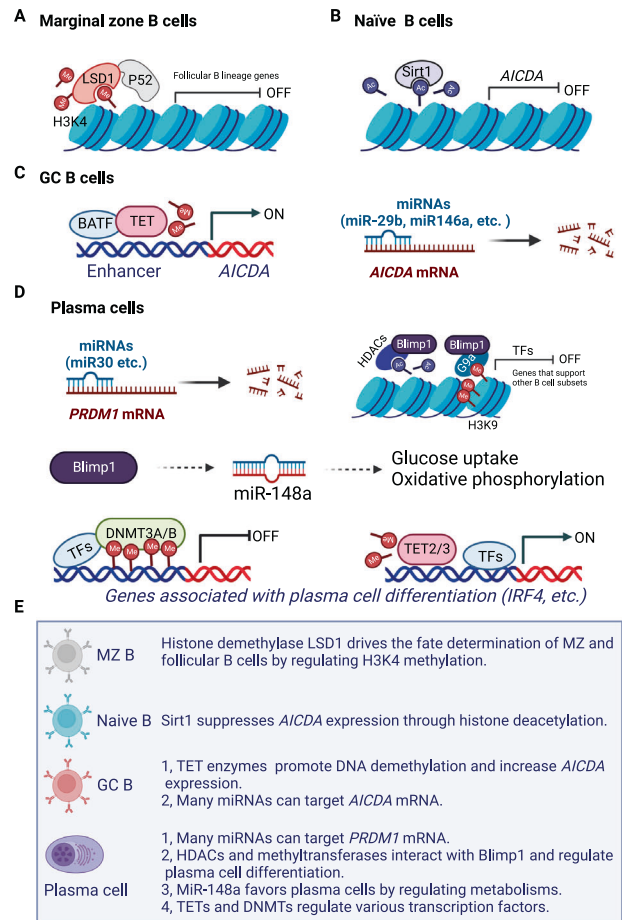 A Marginal zone B cells
Me
Me
Me
LSD1
P52
H3K4
Follicular B lineage genes
OFF
B Naïve B cells
Sirt1
Ac
Ac
Ac
AICDA
OFF
C GC B cells
BATF
TET
Me
Me
ON
Enhancer
AICDA
miRNAs
(miR-29b, miR146a, etc. )
AICDA mRNA
D
Plasma cells
miRNAs
(miR30 etc.)
PRDM1 mRNA
HDACs
Blimp1
Ac
Ac
Blimp1
G9a
Me
Me
Me
H3K9
TFs
OFF
Genes that support
other B cell subsets
Blimp1
miR-148a
Glucose uptake
Oxidative phosphorylation
TFs
DNMT3A/B
Me
Me
Me
Me
OFF
Me
Me
TET2/3
TFs
ON
Genes associated with plasma cell differentiation (IRF4, etc.)
E
MZ B
Histone demethylase LSD1 drives the fate determination of MZ and
follicular B cells by regulating H3K4 methylation.
Naive B
Sirt1 suppresses AICDA expression through histone deacetylation.
GC B
1, TET enzymes promote DNA demethylation and increase AICDA
expression.
2, Many miRNAs can target AICDA mRNA.
Plasma cell
1, Many miRNAs can target PRDM1 mRNA.
2, HDACs and methyltransferases interact with Blimp1 and regulate
plasma cell differentiation.
3, MiR-148a favors plasma cells by regulating metabolisms.
4, TETs and DNMTs regulate various transcription factors.